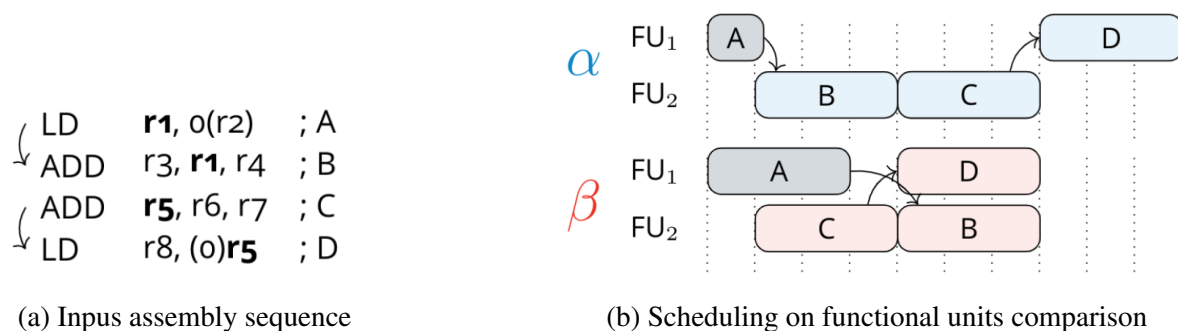 LD r1, 0(r2) ; A
ADD r3, r1, r4 ; B
ADD r5, r6, r7 ; C
LD r8, (0)r5 ; D
(a) Inpus assembly sequence
α
FU1 A D
FU2 B C
β
FU1 A D
FU2 C B
(b) Scheduling on functional units comparison